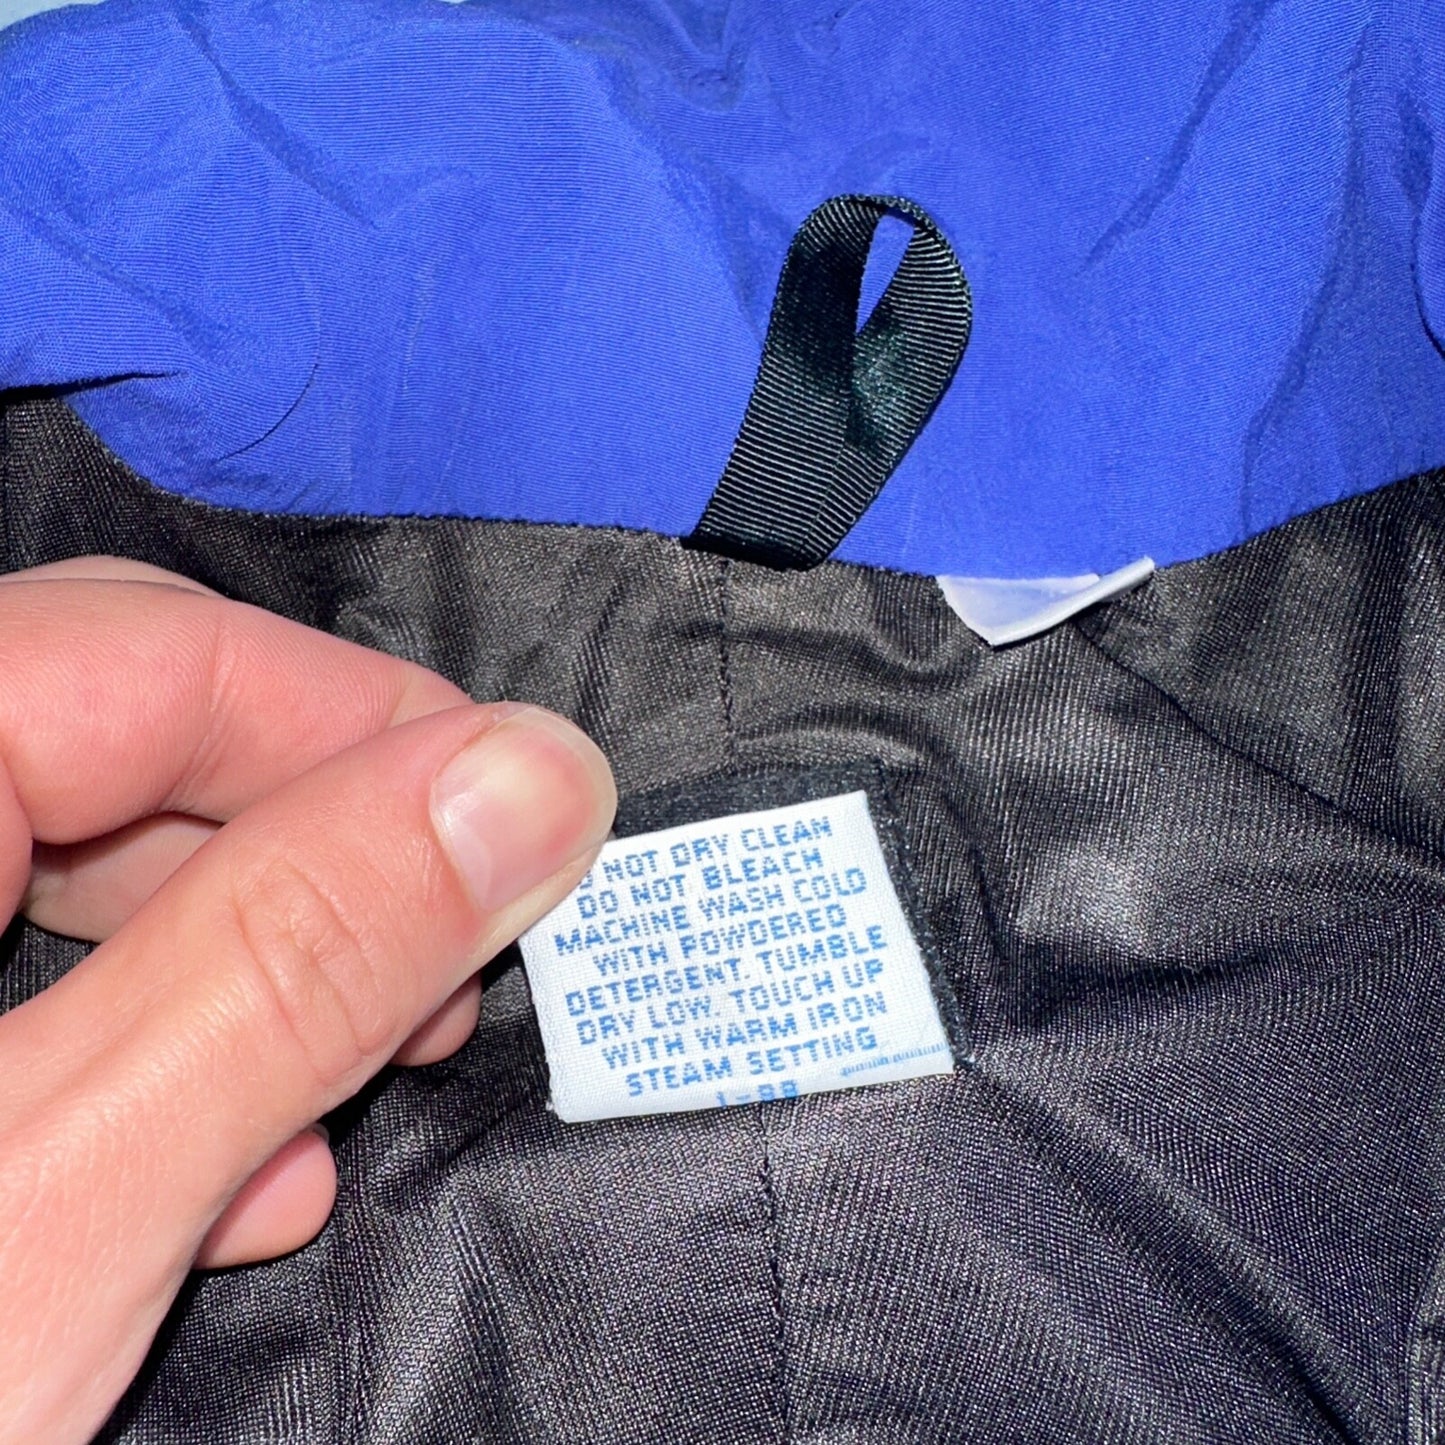 NOT DRY CLEAN
DO NOT BLEACH
MACHINE WASH COLD
WITH POWDERED
DETERGENT. TUMBLE
DRY LOW. TOUCH UP
WITH WARM IRON
STEAM SETTING